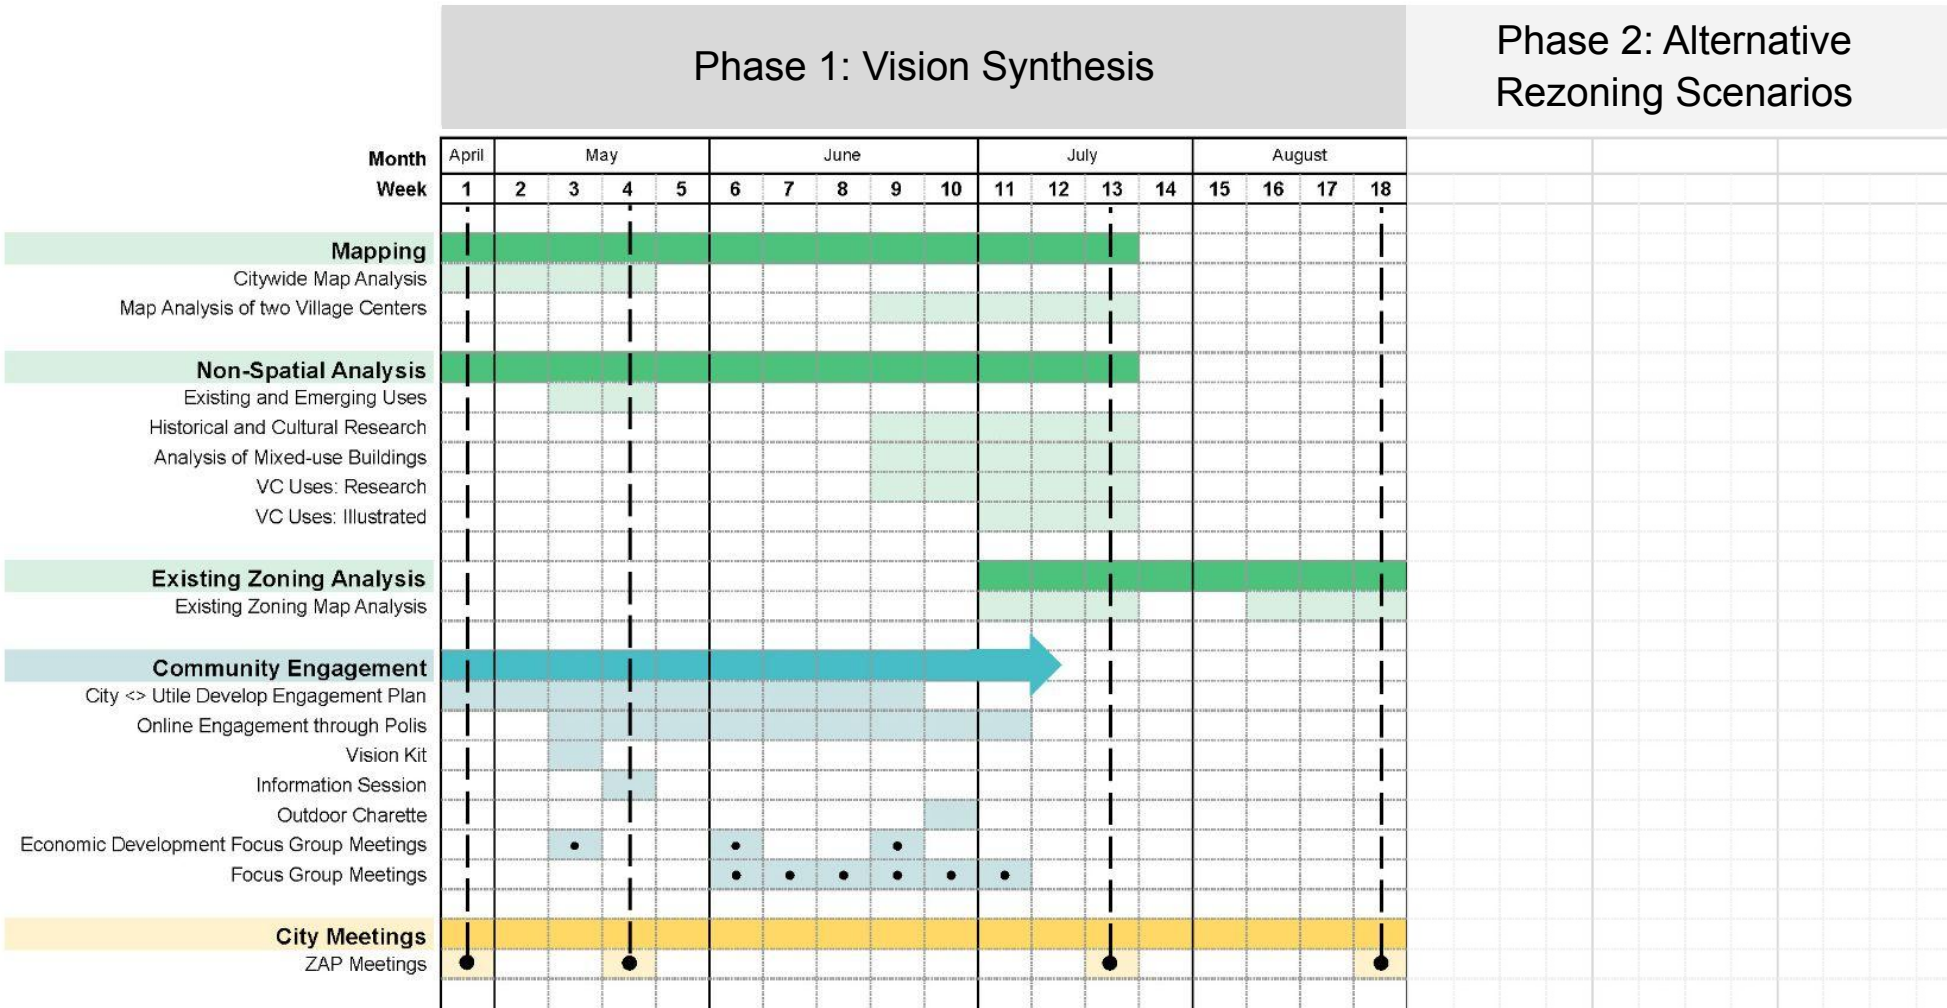 Phase 1: Vision Synthesis
Phase 2: Alternative
Rezoning Scenarios
Month April May June July August
Week 1 2 3 4 5 6 7 8 9 10 11 12 13 14 15 16 17 18
Mapping
Citywide Map Analysis
Map Analysis of two Village Centers
Non-Spatial Analysis
Existing and Emerging Uses
Historical and Cultural Research
Analysis of Mixed-use Buildings
VC Uses: Research
VC Uses: Illustrated
Existing Zoning Analysis
Existing Zoning Map Analysis
Community Engagement
City <> Utile Develop Engagement Plan
Online Engagement through Polis
Vision Kit
Information Session
Outdoor Charette
Economic Development Focus Group Meetings
Focus Group Meetings
City Meetings
ZAP Meetings